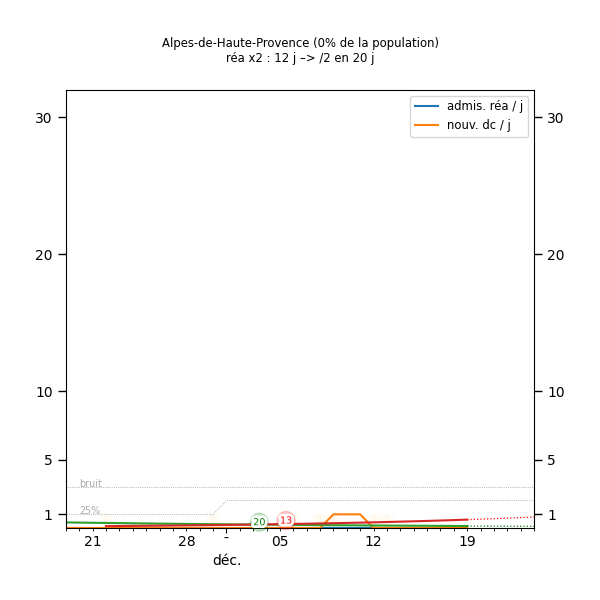 Alpes-de-Haute-Provence (0% de la population)
réa x2 : 12 j –> /2 en 20 j
admis. réa / j
nouv. dc / j
30 30
20 20
10 10
5 5
bruit
25%
1 1
20 13
21 28 - 05 12 19
déc.